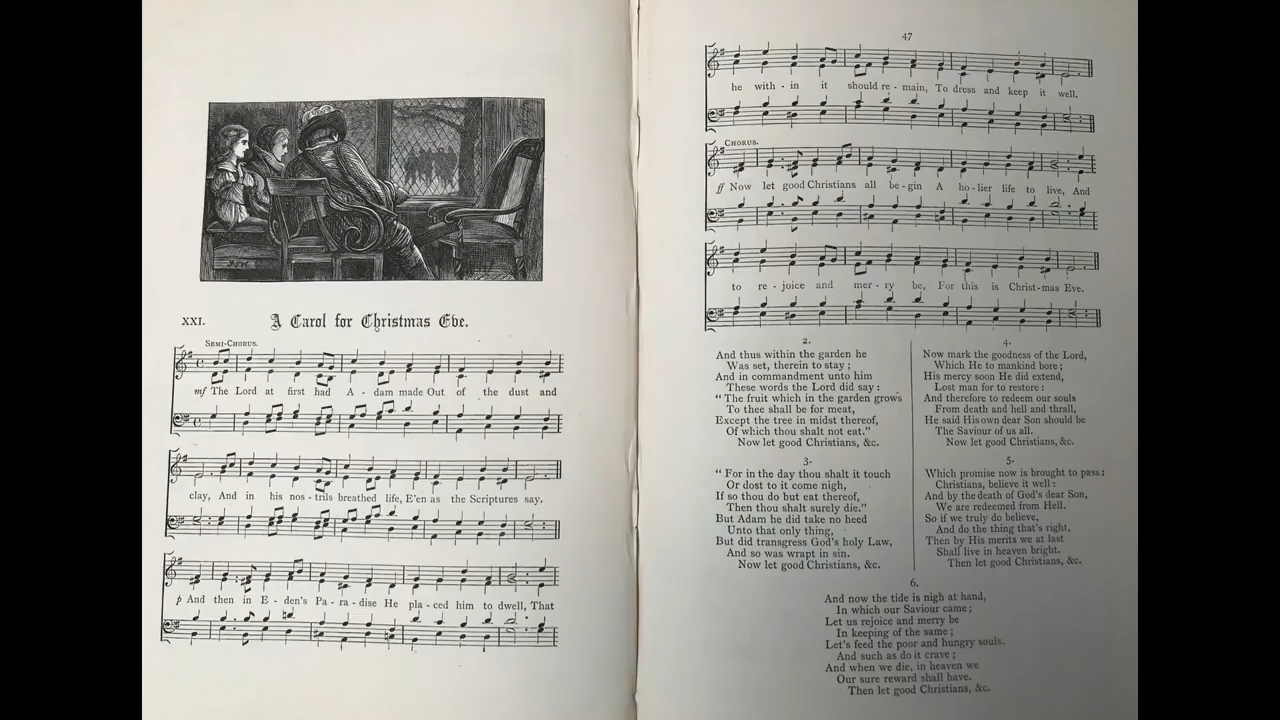 XXI. A Carol for Christmas Eve.
SEMI-CHORUS.
mf The Lord at first had A - dam made Out of the dust and
clay, And in his nos - trils breathed life, E'en as the Scriptures say.
p And then in E - den's Pa - ra - dise He pla - ced him to dwell, That
47
he with - in it should re - main, To dress and keep it well.
CHORUS.
ff Now let good Christians all be - gin A ho - lier life to live, And
to re - joice and mer - ry be, For this is Christ - mas Eve.
2.
And thus within the garden he
Was set, therein to stay ;
And in commandment unto him
These words the Lord did say :
“ The fruit which in the garden grows
To thee shall be for meat,
Except the tree in midst thereof,
Of which thou shalt not eat.”
Now let good Christians, &c.
3.
“ For in the day thou shalt it touch
Or dost to it come nigh,
If so thou do but eat thereof,
Then thou shalt surely die.”
But Adam he did take no heed
Unto that only thing,
But did transgress God's holy Law,
And so was wrapt in sin.
Now let good Christians, &c.
4.
Now mark the goodness of the Lord,
Which He to mankind bore ;
His mercy soon He did extend,
Lost man for to restore :
And therefore to redeem our souls
From death and hell and thrall,
He said His own dear Son should be
The Saviour of us all.
Now let good Christians, &c.
5.
Which promise now is brought to pass :
Christians, believe it well :
And by the death of God's dear Son,
We are redeemed from Hell.
So if we truly do believe,
And do the thing that's right,
Then by His merits we at last
Shall live in heaven bright.
Then let good Christians, &c.
6.
And now the tide is nigh at hand,
In which our Saviour came ;
Let us rejoice and merry be
In keeping of the same ;
Let's feed the poor and hungry souls.
And such as do it crave ;
And when we die, in heaven we
Our sure reward shall have.
Then let good Christians, &c.